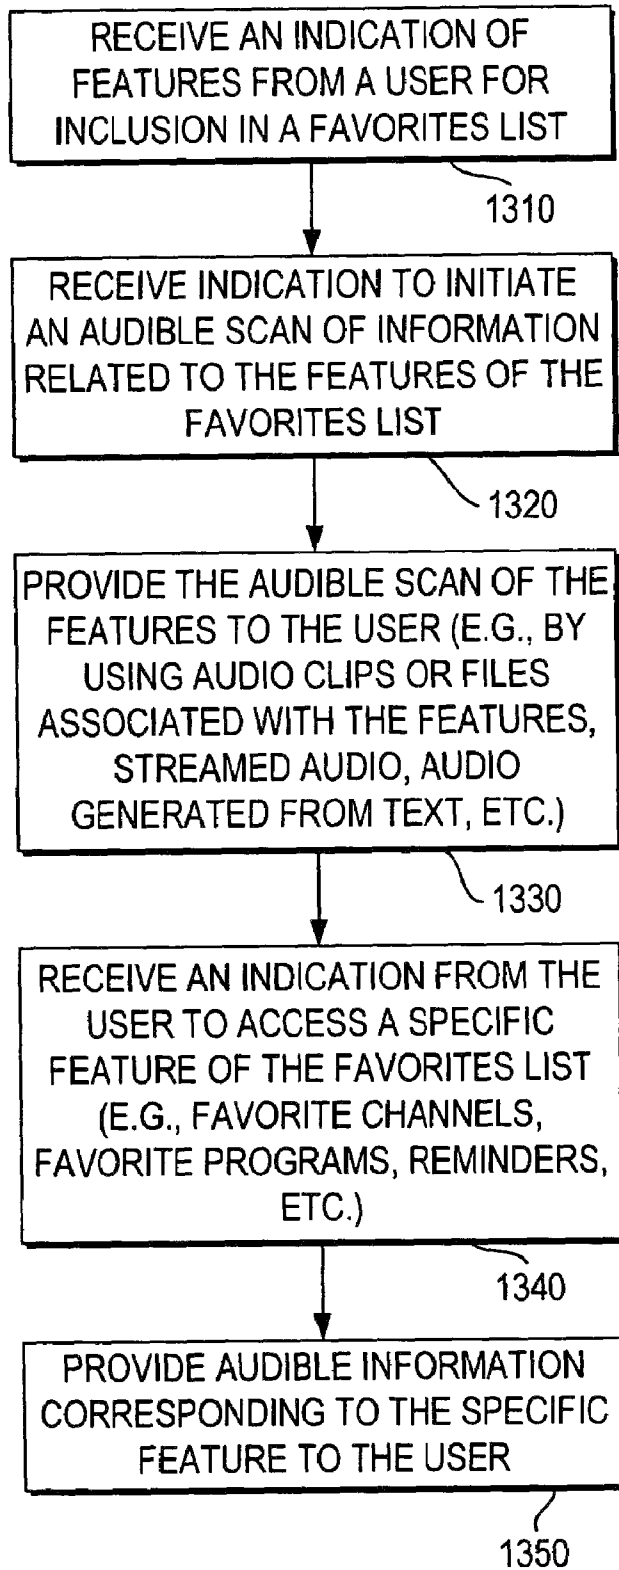 RECEIVE AN INDICATION OF
FEATURES FROM A USER FOR
INCLUSION IN A FAVORITES LIST
1310
RECEIVE INDICATION TO INITIATE
AN AUDIBLE SCAN OF INFORMATION
RELATED TO THE FEATURES OF THE
FAVORITES LIST
1320
PROVIDE THE AUDIBLE SCAN OF THE
FEATURES TO THE USER (E.G., BY
USING AUDIO CLIPS OR FILES
ASSOCIATED WITH THE FEATURES,
STREAMED AUDIO, AUDIO
GENERATED FROM TEXT, ETC.)
1330
RECEIVE AN INDICATION FROM THE
USER TO ACCESS A SPECIFIC
FEATURE OF THE FAVORITES LIST
(E.G., FAVORITE CHANNELS,
FAVORITE PROGRAMS, REMINDERS,
ETC.)
1340
PROVIDE AUDIBLE INFORMATION
CORRESPONDING TO THE SPECIFIC
FEATURE TO THE USER
1350